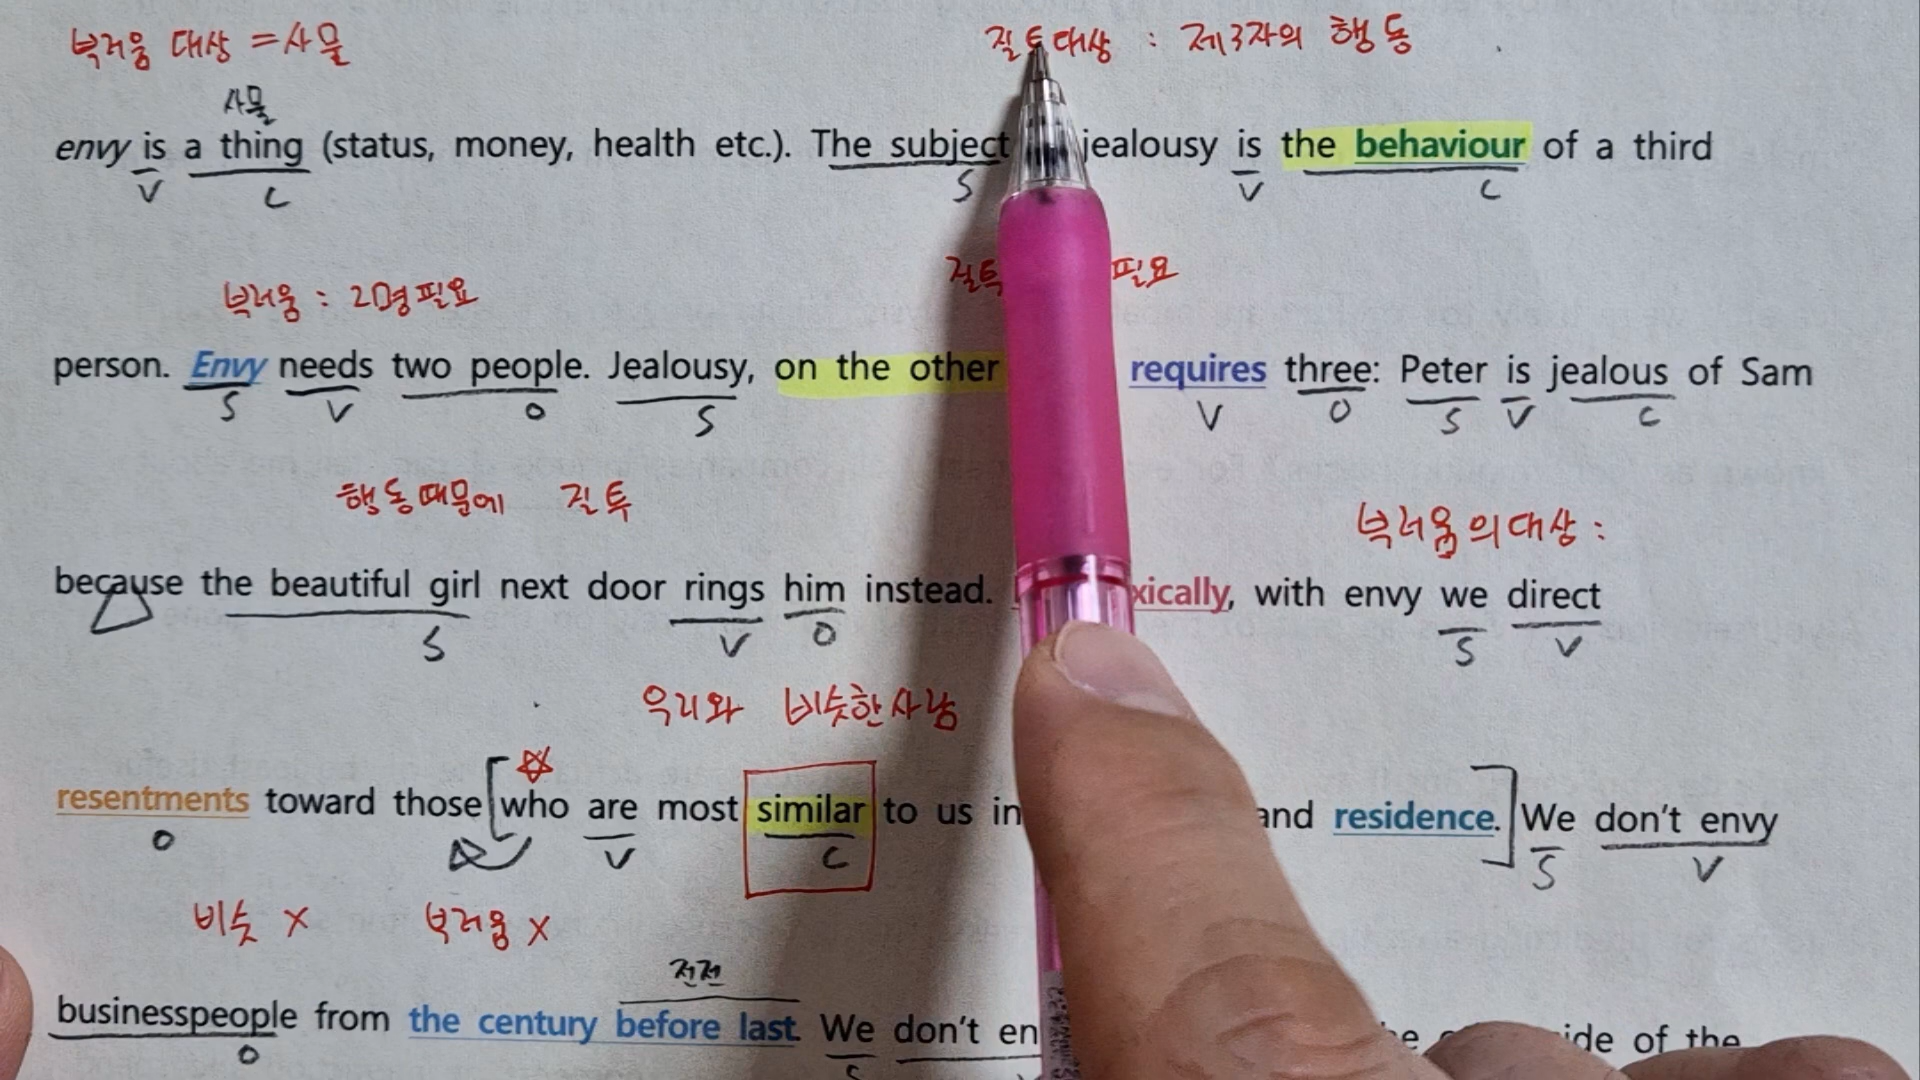 부러움 대상 = 사물 질투대상 : 제3자의 행동
사물
envy is a thing (status, money, health etc.). The subject jealousy is the behaviour of a third
V C S V C
부러움 : 2명필요 질투 필요
person. Envy needs two people. Jealousy, on the other requires three: Peter is jealous of Sam
S V O S V O S V C
행동때문에 질투 부러움의대상 :
because the beautiful girl next door rings him instead. xically, with envy we direct
S V O S V
우리와 비슷한사람
resentments toward those who are most similar to us in and residence. We don't envy
O V C S V
비슷 X 부러움 X
전전
businesspeople from the century before last. We don't en ide of the
O S